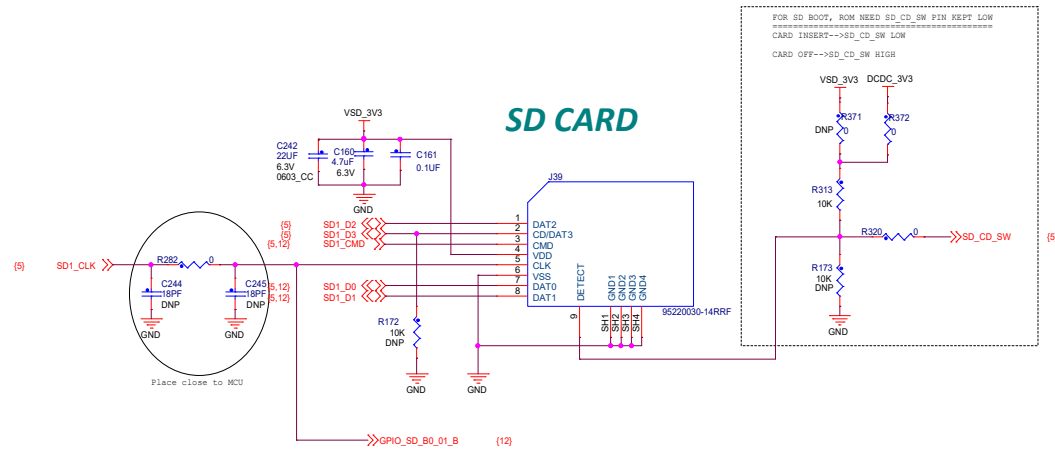 FOR SD BOOT, ROM NEED SD_CD_SW PIN KEPT LOW
===========================================
CARD INSERT-->SD_CD_SW LOW
CARD OFF-->SD_CD_SW HIGH
VSD_3V3
DCDC_3V3
R371
DNP
0
R372
0
R313
10K
R320
0
SD_CD_SW
{5
R173
10K
DNP
GND
SD CARD
VSD_3V3
C242
22UF
6.3V
0603_CC
C160
4.7uF
6.3V
C161
0.1UF
GND
J39
{5}
SD1_D2
1
DAT2
{5}
SD1_D3
2
CD/DAT3
{5,12}
SD1_CMD
3
CMD
4
VDD
5
CLK
6
VSS
{5,12}
SD1_D0
7
DAT0
{5,12}
SD1_D1
8
DAT1
DETECT
9
GND1
GND2
GND3
GND4
SH1
SH2
SH3
SH4
95220030-14RRF
{5}
SD1_CLK
R282
0
C244
18PF
DNP
GND
C245
18PF
DNP
GND
Place close to MCU
R172
10K
DNP
GND
GND
GPIO_SD_B0_01_B
{12}